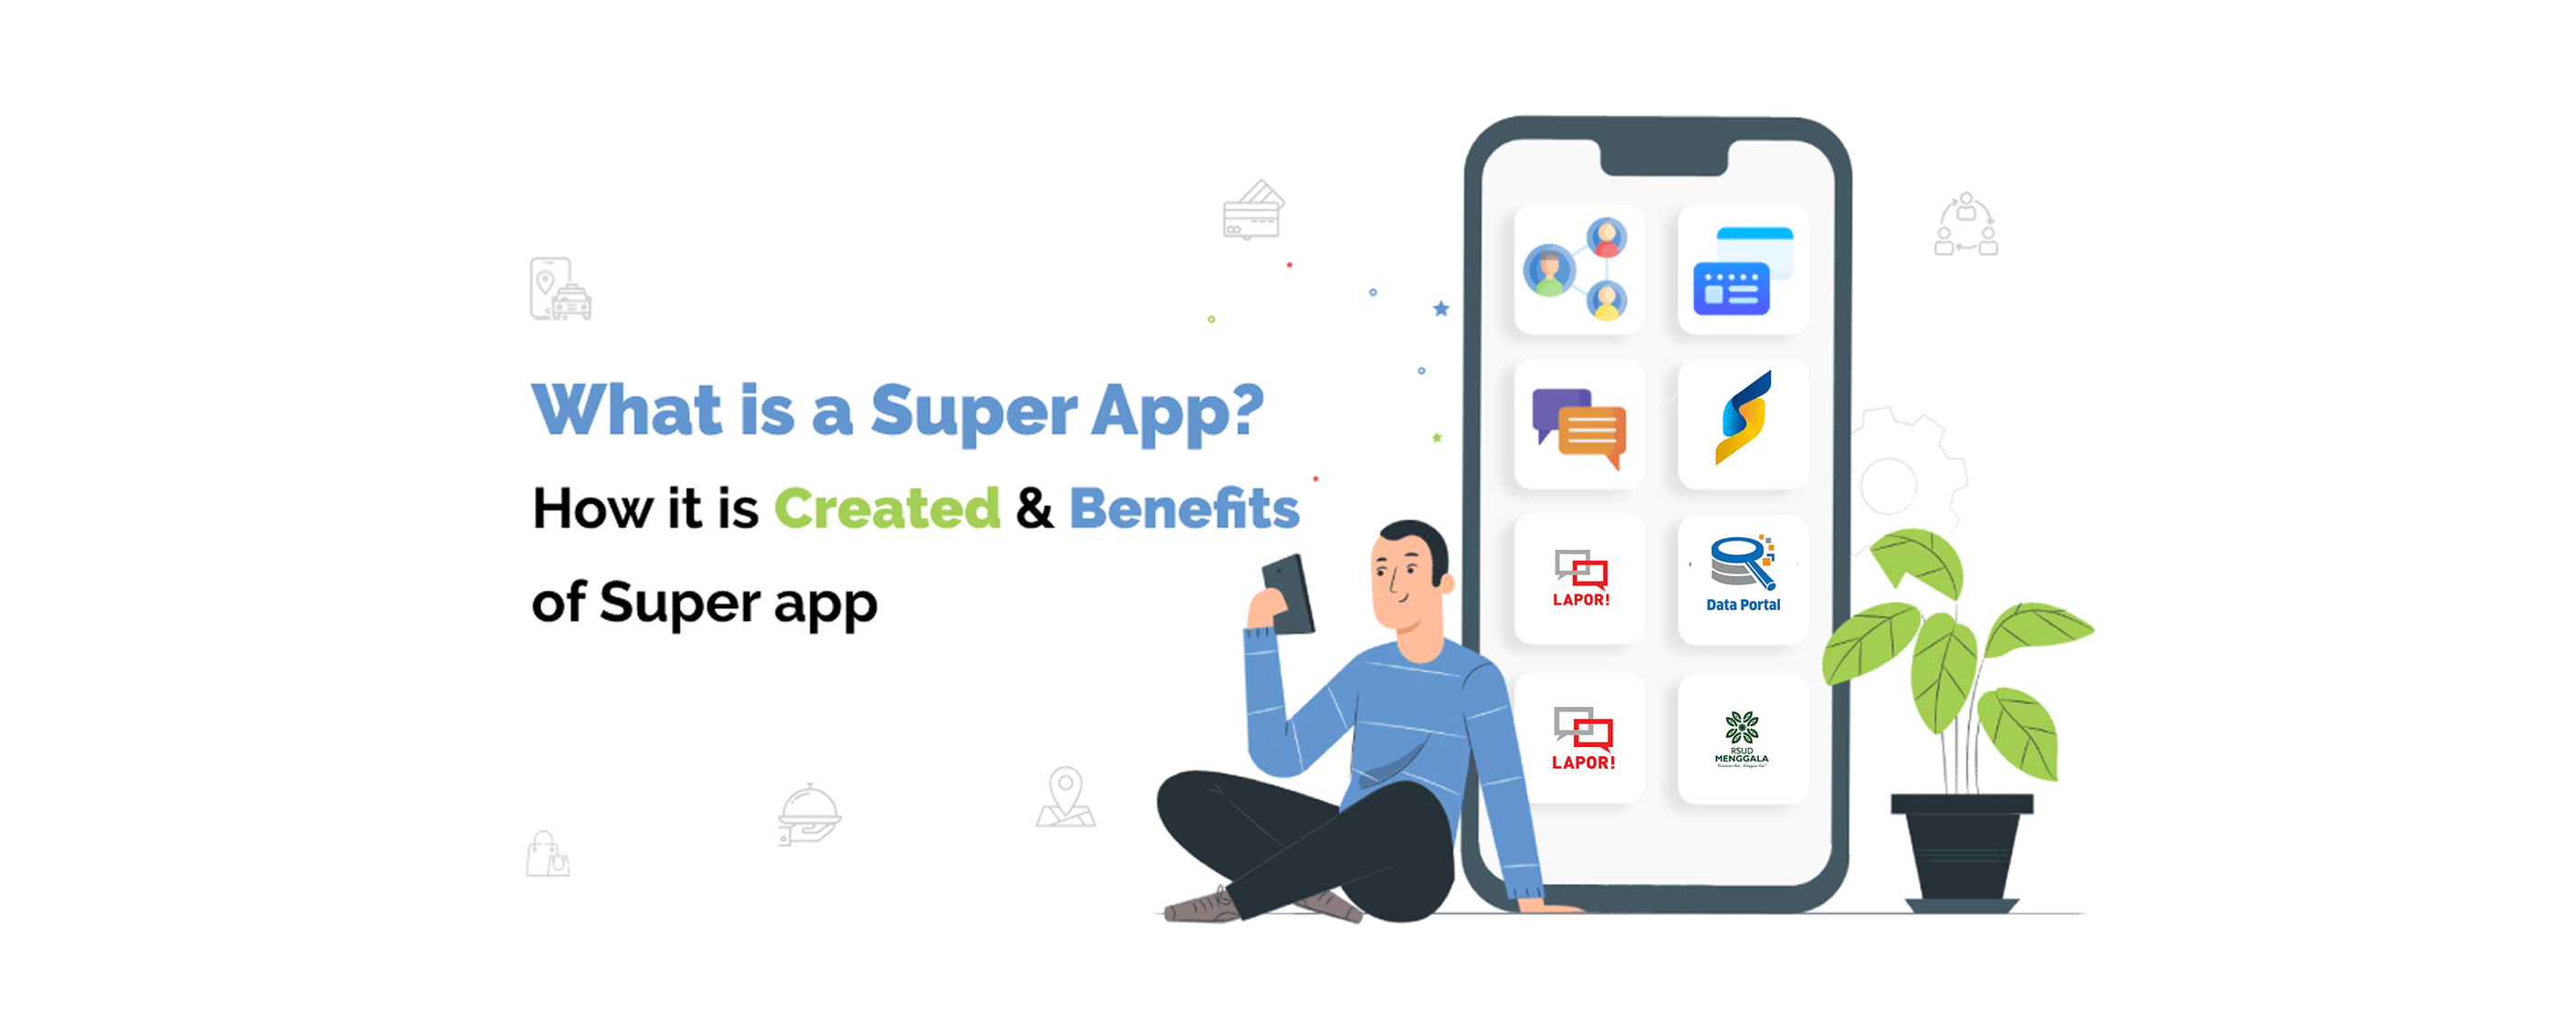 What is a Super App?
How it is Created & Benefits
of Super app
LAPOR!
Data Portal
LAPOR!
RSUD
MENGGALA